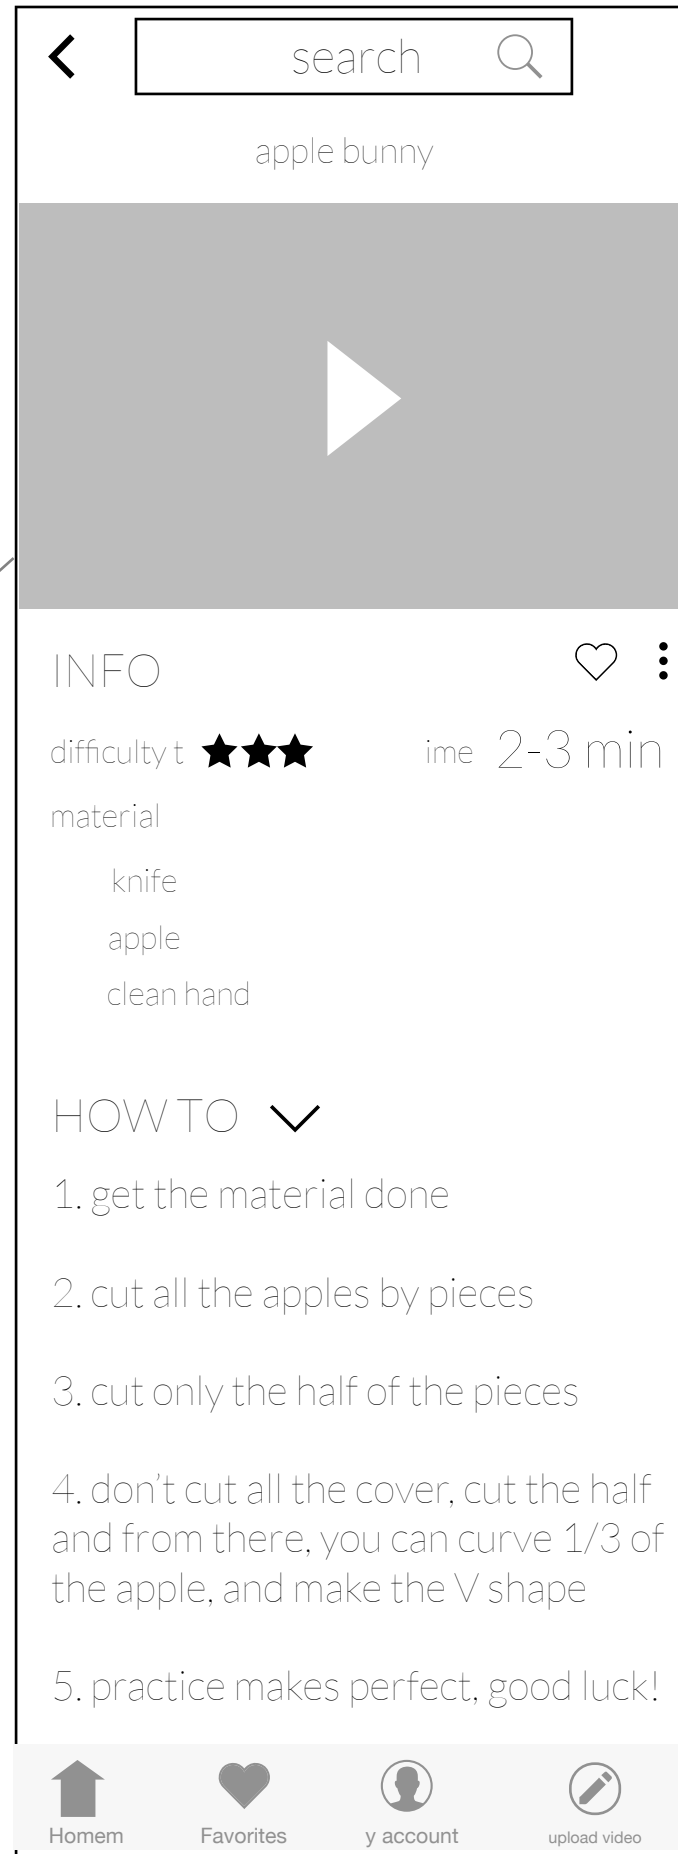 search
apple bunny
INFO
difficulty t ime 2-3 min
material
knife
apple
clean hand
HOW TO
1. get the material done
2. cut all the apples by pieces
3. cut only the half of the pieces
4. don’t cut all the cover, cut the half
and from there, you can curve 1/3 of
the apple, and make the V shape
5. practice makes perfect, good luck!
Homem Favorites y account upload video